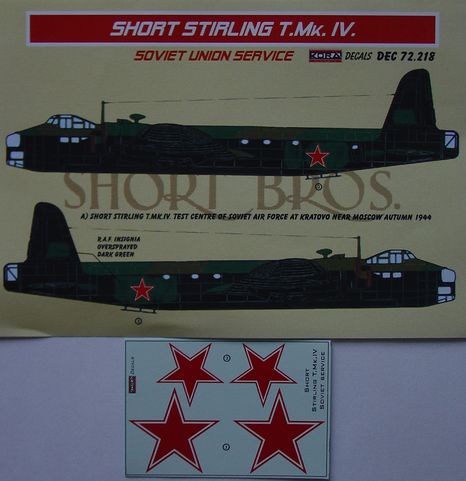 SHORT STIRLING T.Mk. IV.
SOVIET UNION SERVICE KORA DECALS DEC 72.218
SHORT BROS.
A) SHORT STIRLING T.MK.IV. TEST CENTRE OF SOVIET AIR FORCE AT KRATOVO NEAR MOSCOW AUTUMN 1944
R.A.F. INSIGNIA
OVERSPRAYED
DARK GREEN
KORA Decals
Short
Stirling T.Mk.IV
Soviet service